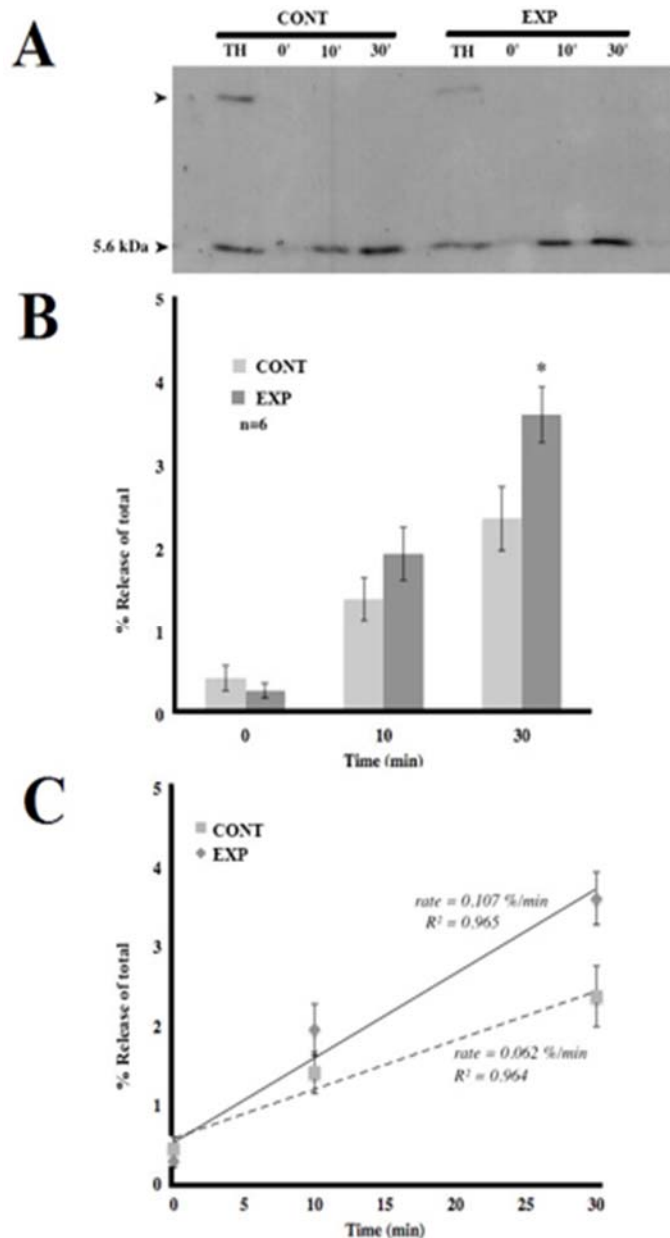 A
CONT EXP
TH 0' 10' 30' TH 0' 10' 30'
5.6 kDa
B
5
4
3
2
1
0
% Release of total
CONT
EXP
n=6
*
0 10 30
Time (min)
C
5
4
3
2
1
0
% Release of total
CONT
EXP
rate = 0.107 %/min
R² = 0.965
rate = 0.062 %/min
R² = 0.964
0 5 10 15 20 25 30
Time (min)